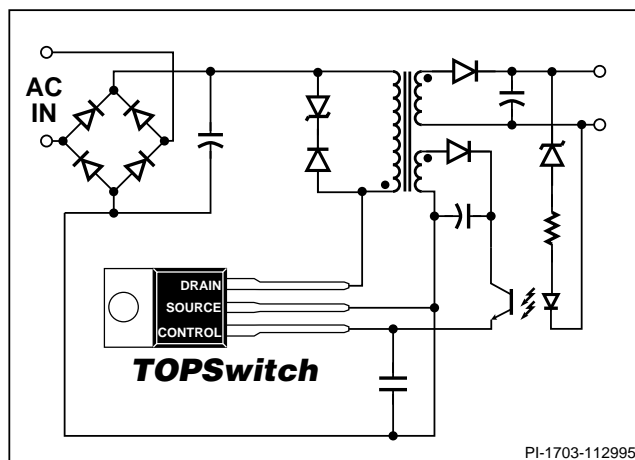 AC
IN
DRAIN
SOURCE
CONTROL
TOPSwitch
PI-1703-112995